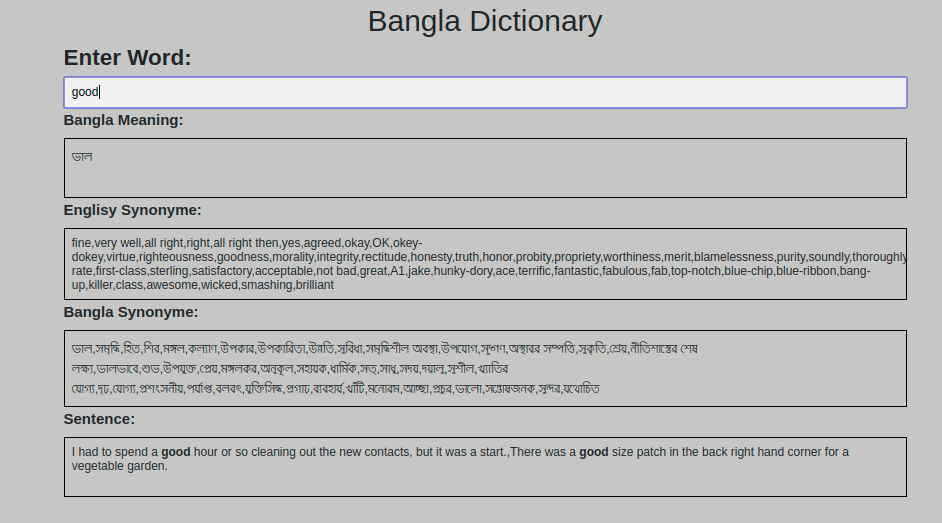 Bangla Dictionary
Enter Word:
good
Bangla Meaning:
ভাল
Englisy Synonyme:
fine,very well,all right,right,all right then,yes,agreed,okay,OK,okey-
dokey,virtue,righteousness,goodness,morality,integrity,rectitude,honesty,truth,honor,probity,propriety,worthiness,merit,blamelessness,purity,soundly,thoroughly
rate,first-class,sterling,satisfactory,acceptable,not bad,great,A1,jake,hunky-dory,ace,terrific,fantastic,fabulous,fab,top-notch,blue-chip,blue-ribbon,bang-
up,killer,class,awesome,wicked,smashing,brilliant
Bangla Synonyme:
ভাল,সমৃদ্ধি,হিত,শিব,মঙ্গল,কল্যাণ,উপকার,উপকারিতা,উন্নতি,সুবিধা,সমৃদ্ধিশীল অবস্থা,উপযোগ,সদ্গুণ,অস্থাবর সম্পত্তি,সুকৃতি,শ্রেয়,নীতিশাস্ত্রের শেষ
লক্ষ্য,ভালভাবে,শুভ,উপযুক্ত,প্রেয়,মঙ্গলকর,অনুকূল,সহায়ক,ধার্মিক,সত্,সাধু,সদয়,দয়ালু,সুশীল,খ্যাতির
যোগ্য,দৃঢ়,যোগ্য,প্রশংসনীয়,পর্যাপ্ত,বলবৎ,যুক্তিসিদ্ধ,প্রগাঢ়,ব্যবহার্য,খাঁটি,মনোরম,আচ্ছা,প্রচুর,ভালো,সন্তোষজনক,সুন্দর,যথোচিত
Sentence:
I had to spend a good hour or so cleaning out the new contacts, but it was a start.,There was a good size patch in the back right hand corner for a
vegetable garden.